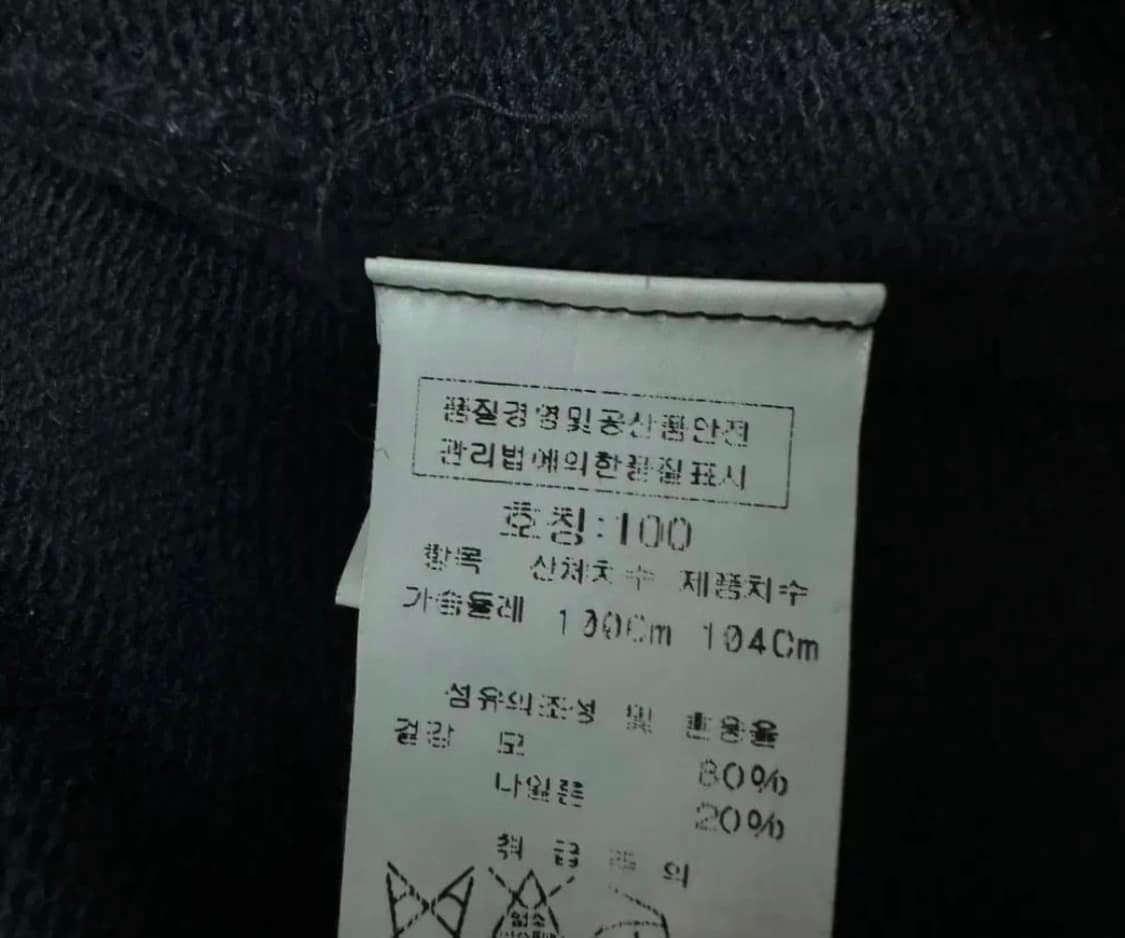 품질경영및공산품안전
관리법에의한품질표시
호칭:100
항목 신체치수 제품치수
가슴둘레 100Cm 104Cm
섬유의조성 및 혼용율
겉감 모 80%
나일론 20%
취급주의
염소